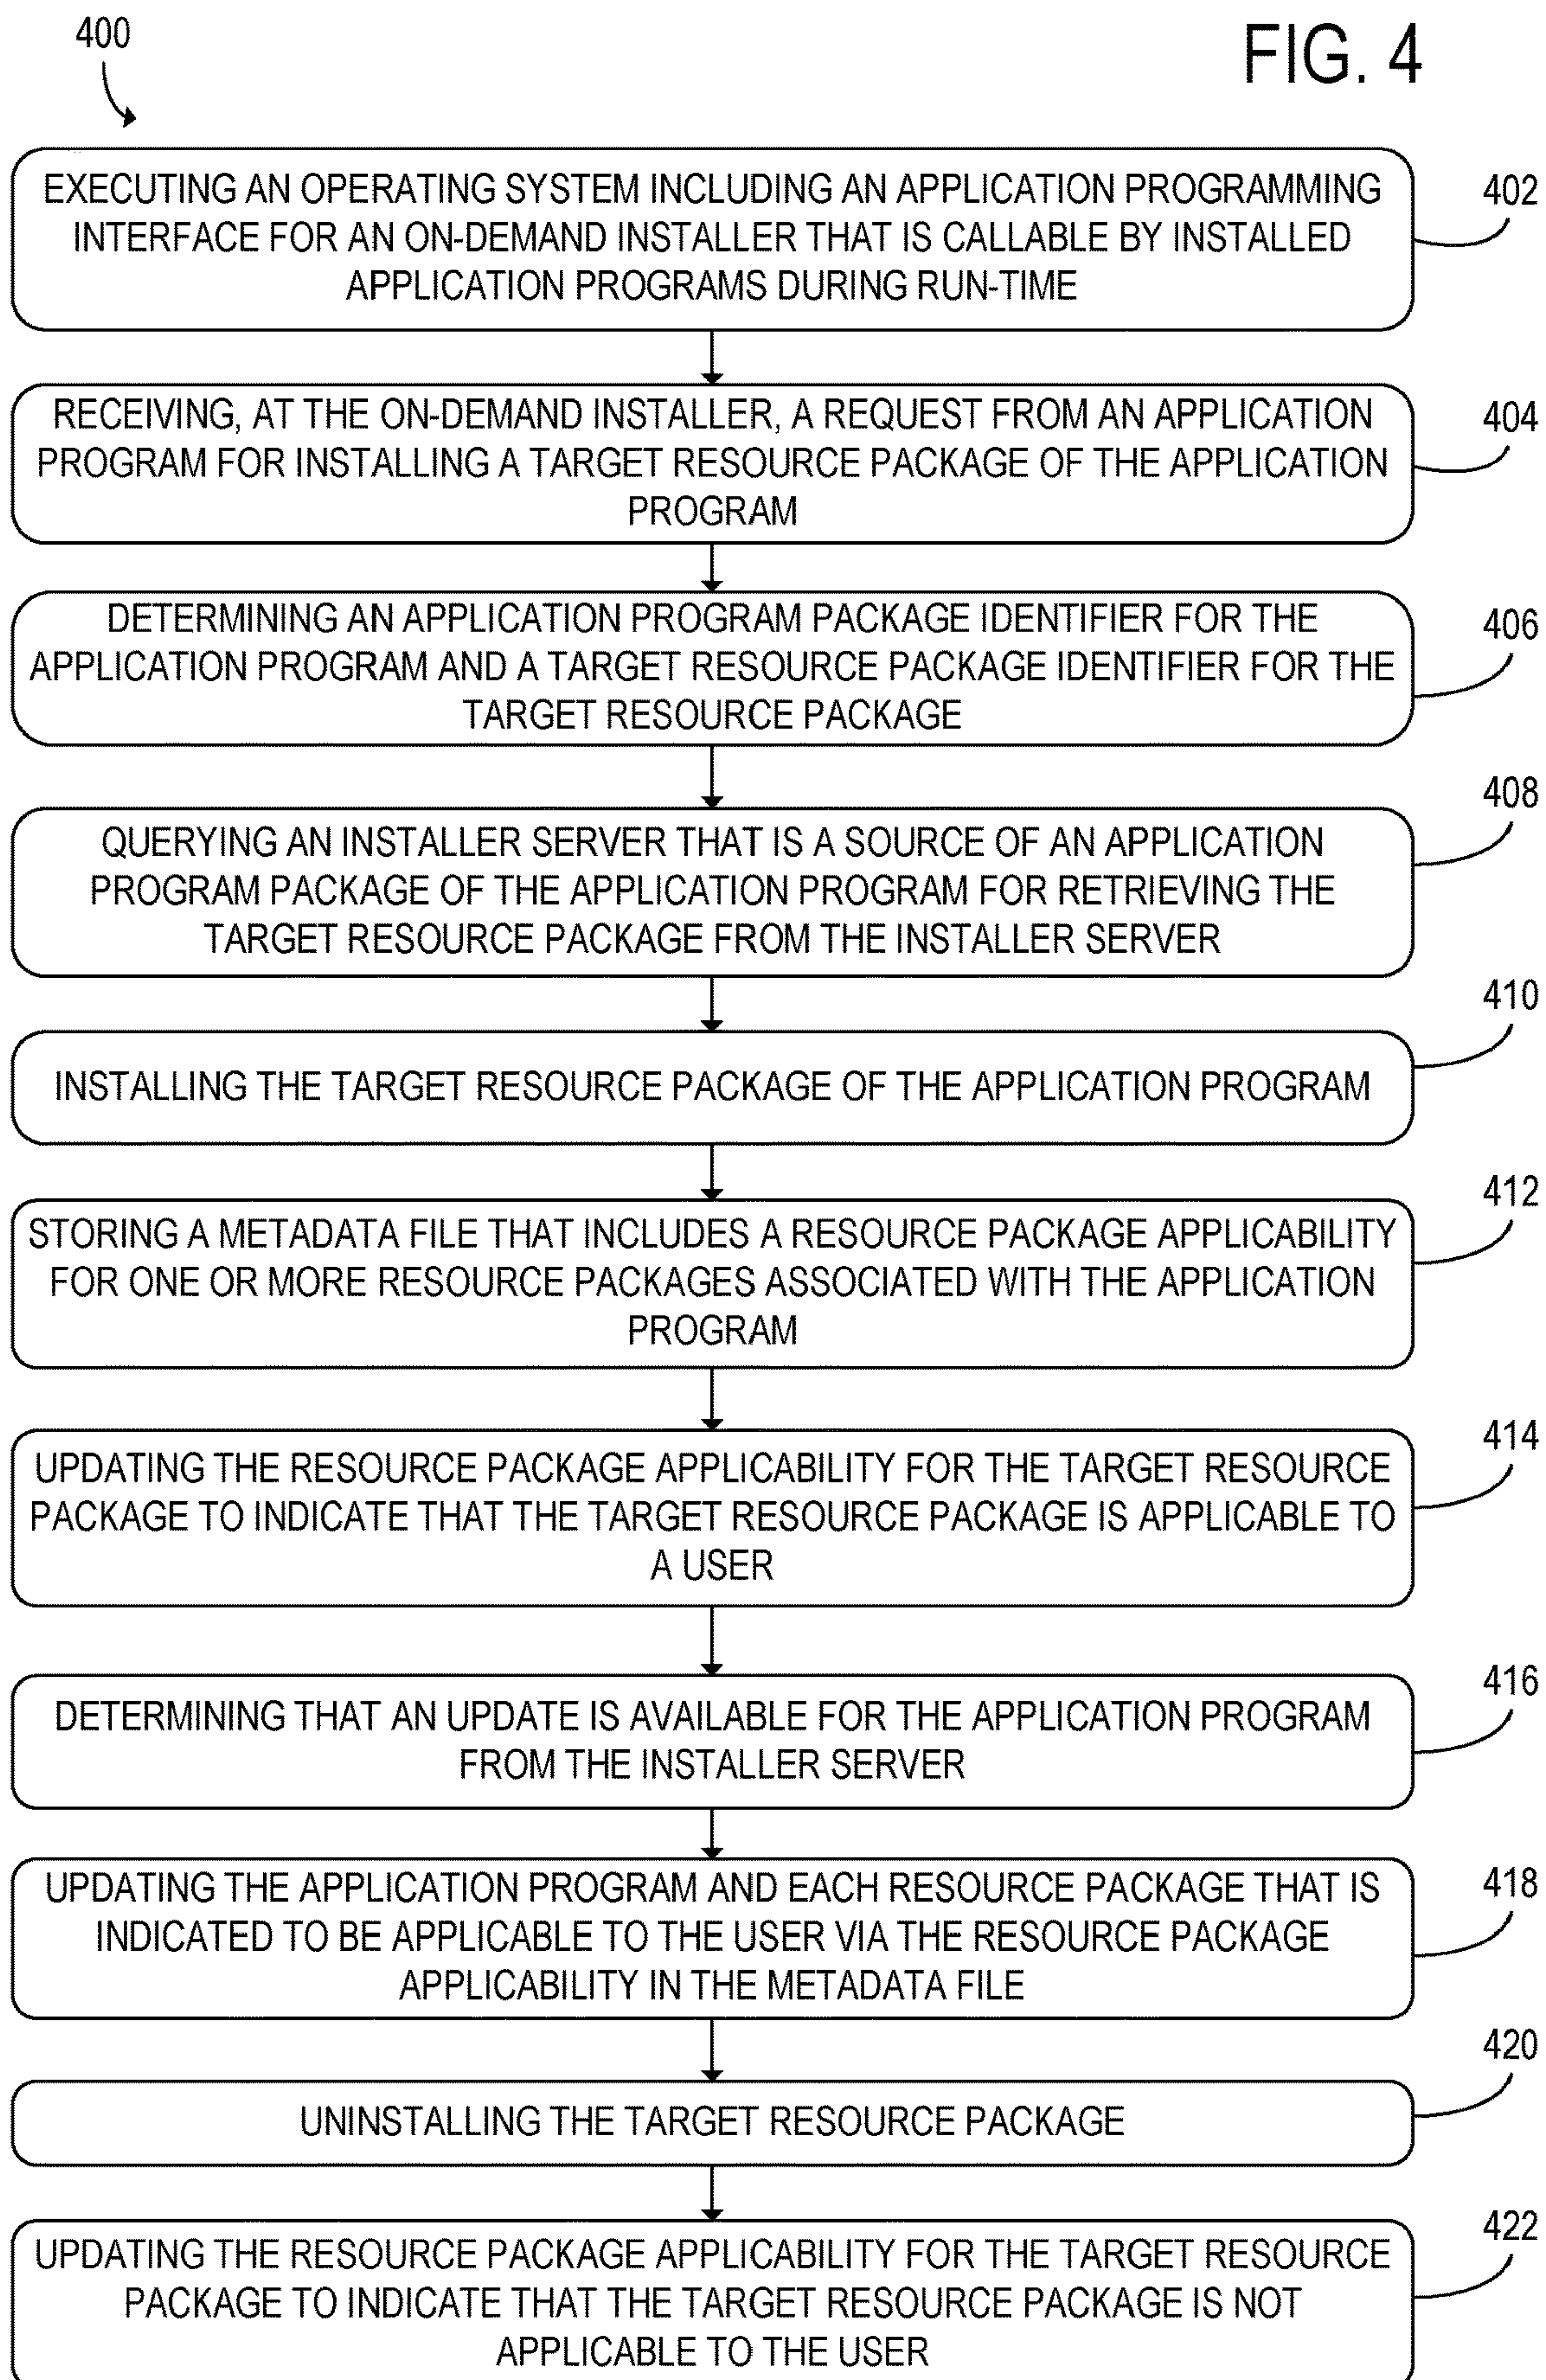 400
FIG. 4
EXECUTING AN OPERATING SYSTEM INCLUDING AN APPLICATION PROGRAMMING
INTERFACE FOR AN ON-DEMAND INSTALLER THAT IS CALLABLE BY INSTALLED
APPLICATION PROGRAMS DURING RUN-TIME
402
RECEIVING, AT THE ON-DEMAND INSTALLER, A REQUEST FROM AN APPLICATION
PROGRAM FOR INSTALLING A TARGET RESOURCE PACKAGE OF THE APPLICATION
PROGRAM
404
DETERMINING AN APPLICATION PROGRAM PACKAGE IDENTIFIER FOR THE
APPLICATION PROGRAM AND A TARGET RESOURCE PACKAGE IDENTIFIER FOR THE
TARGET RESOURCE PACKAGE
406
QUERYING AN INSTALLER SERVER THAT IS A SOURCE OF AN APPLICATION
PROGRAM PACKAGE OF THE APPLICATION PROGRAM FOR RETRIEVING THE
TARGET RESOURCE PACKAGE FROM THE INSTALLER SERVER
408
INSTALLING THE TARGET RESOURCE PACKAGE OF THE APPLICATION PROGRAM
410
STORING A METADATA FILE THAT INCLUDES A RESOURCE PACKAGE APPLICABILITY
FOR ONE OR MORE RESOURCE PACKAGES ASSOCIATED WITH THE APPLICATION
PROGRAM
412
UPDATING THE RESOURCE PACKAGE APPLICABILITY FOR THE TARGET RESOURCE
PACKAGE TO INDICATE THAT THE TARGET RESOURCE PACKAGE IS APPLICABLE TO
A USER
414
DETERMINING THAT AN UPDATE IS AVAILABLE FOR THE APPLICATION PROGRAM
FROM THE INSTALLER SERVER
416
UPDATING THE APPLICATION PROGRAM AND EACH RESOURCE PACKAGE THAT IS
INDICATED TO BE APPLICABLE TO THE USER VIA THE RESOURCE PACKAGE
APPLICABILITY IN THE METADATA FILE
418
UNINSTALLING THE TARGET RESOURCE PACKAGE
420
UPDATING THE RESOURCE PACKAGE APPLICABILITY FOR THE TARGET RESOURCE
PACKAGE TO INDICATE THAT THE TARGET RESOURCE PACKAGE IS NOT
APPLICABLE TO THE USER
422